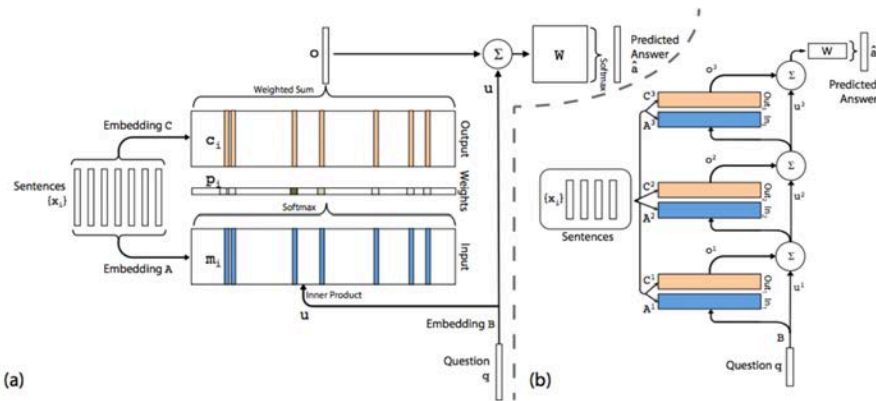 o
Σ
W
Softmax
Predicted
Answer
â
u
Weighted Sum
Embedding C
c_i
Output
Sentences
{x_i}
p_i
Weights
Softmax
Embedding A
m_i
Input
Inner Product
u
Embedding B
Question
q
(a)
W
â
Predicted
Answer
o³
Σ
C³
A³
Out₃ In₃
u³
{x_i}
Sentences
o²
Σ
C²
A²
Out₂ In₂
u²
o¹
Σ
C¹
A¹
Out₁ In₁
u¹
B
Question q
(b)